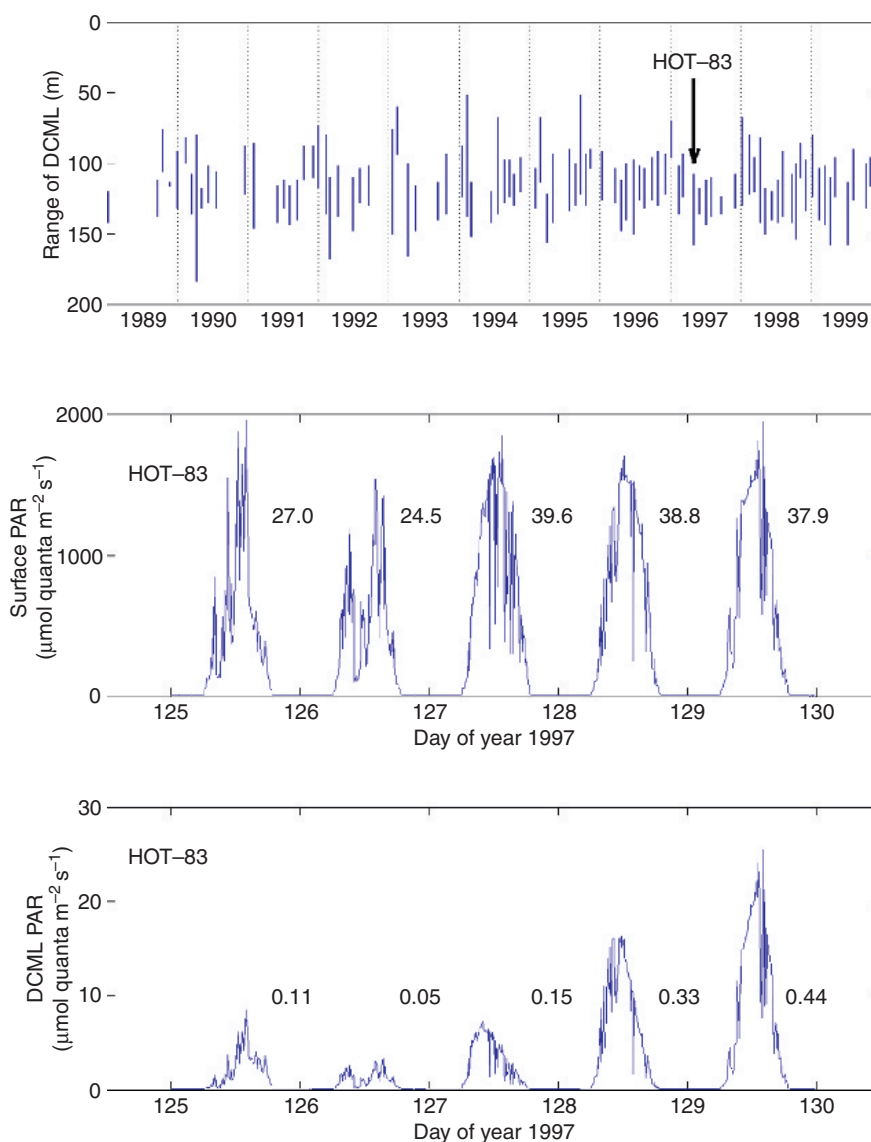 0
50
100
150
200
Range of DCML (m)
HOT–83
1989 1990 1991 1992 1993 1994 1995 1996 1997 1998 1999
2000
1000
0
Surface PAR
(μmol quanta m⁻² s⁻¹)
HOT–83
27.0 24.5 39.6 38.8 37.9
125 126 127 128 129 130
Day of year 1997
30
20
10
0
DCML PAR
(μmol quanta m⁻² s⁻¹)
HOT–83
0.11 0.05 0.15 0.33 0.44
125 126 127 128 129 130
Day of year 1997